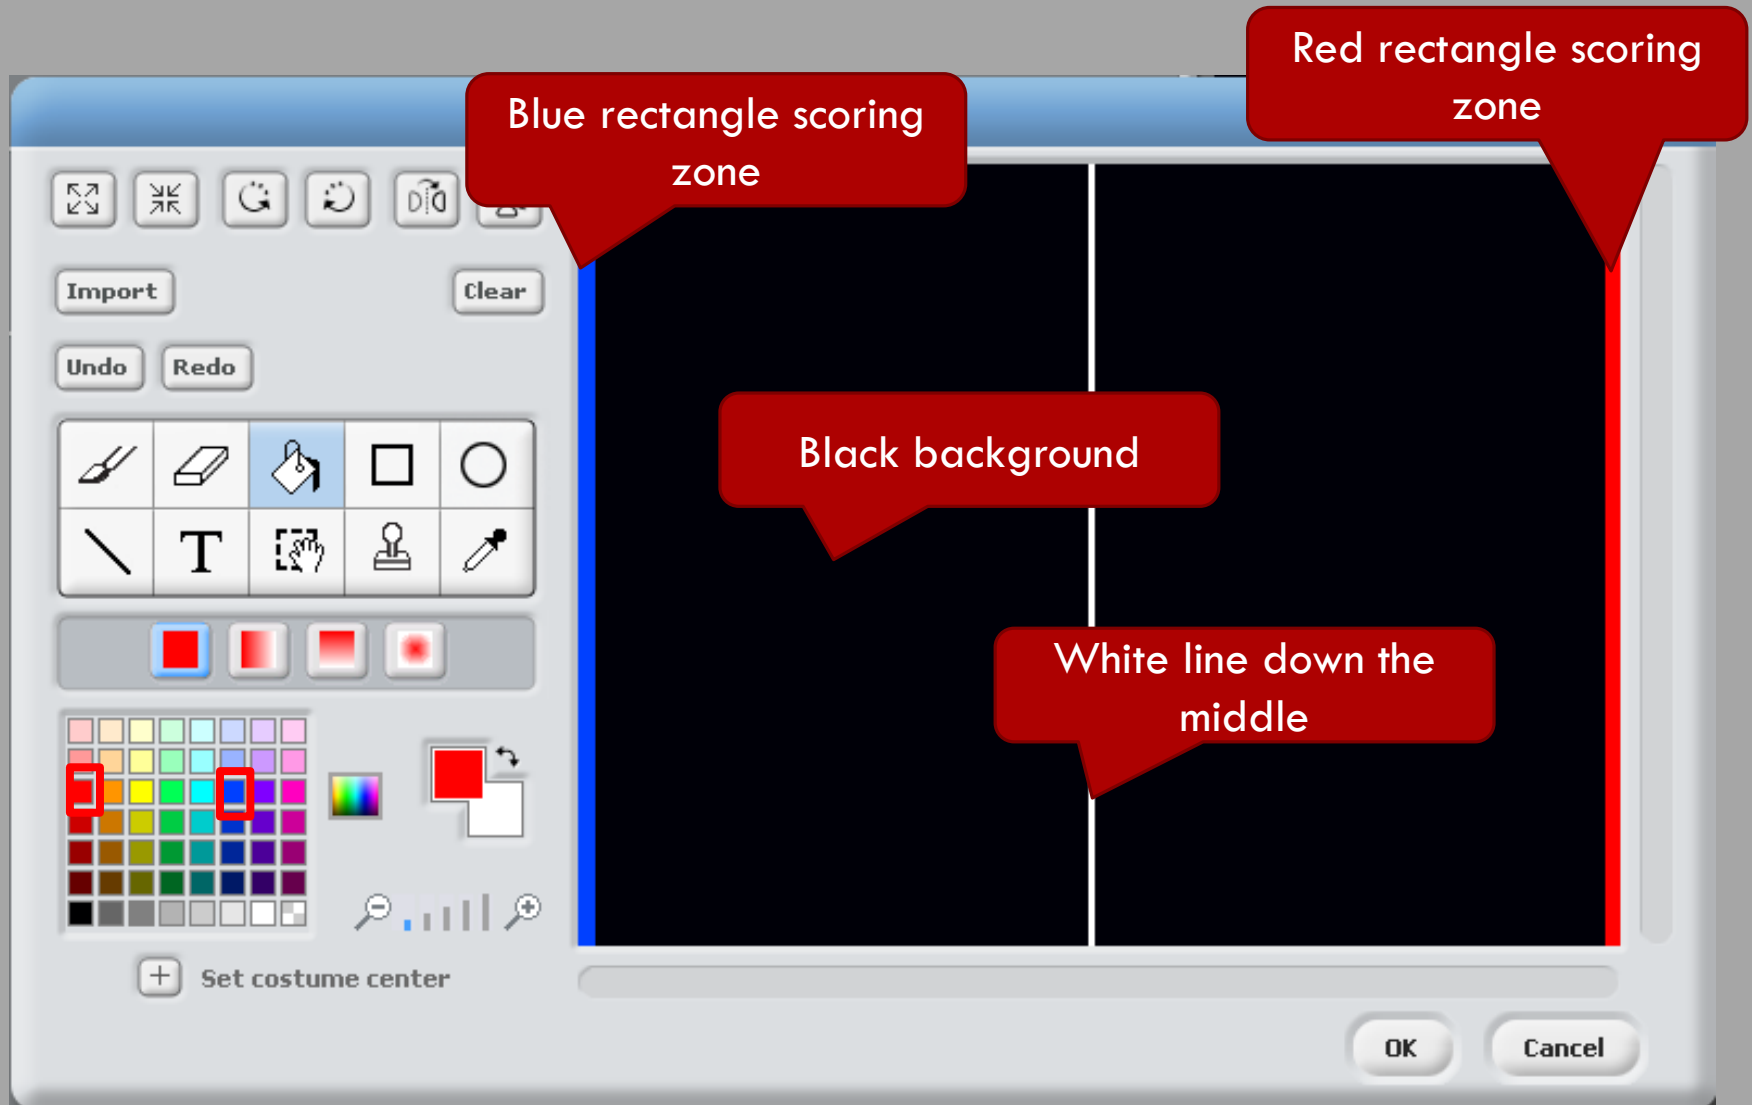 Red rectangle scoring
zone
Blue rectangle scoring
zone
Import
Clear
Undo
Redo
T
Black background
White line down the
middle
Set costume center
OK
Cancel